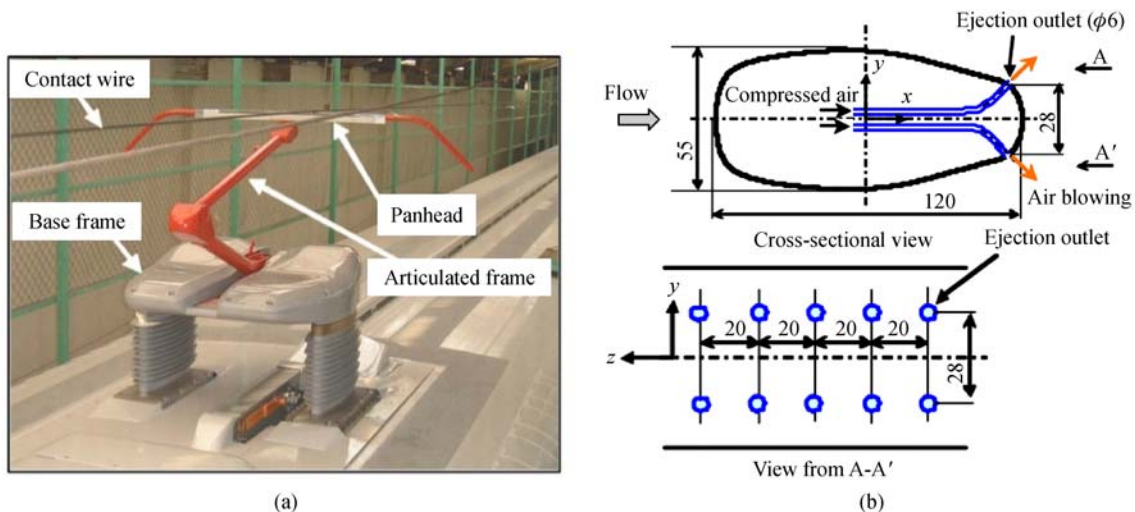 Contact wire
Base frame
Panhead
Articulated frame
(a)
Ejection outlet (ϕ6)
A
Flow
Compressed air
y
x
55
28
A′
Air blowing
120
Cross-sectional view
Ejection outlet
y
20 20 20 20
z
28
View from A-A′
(b)